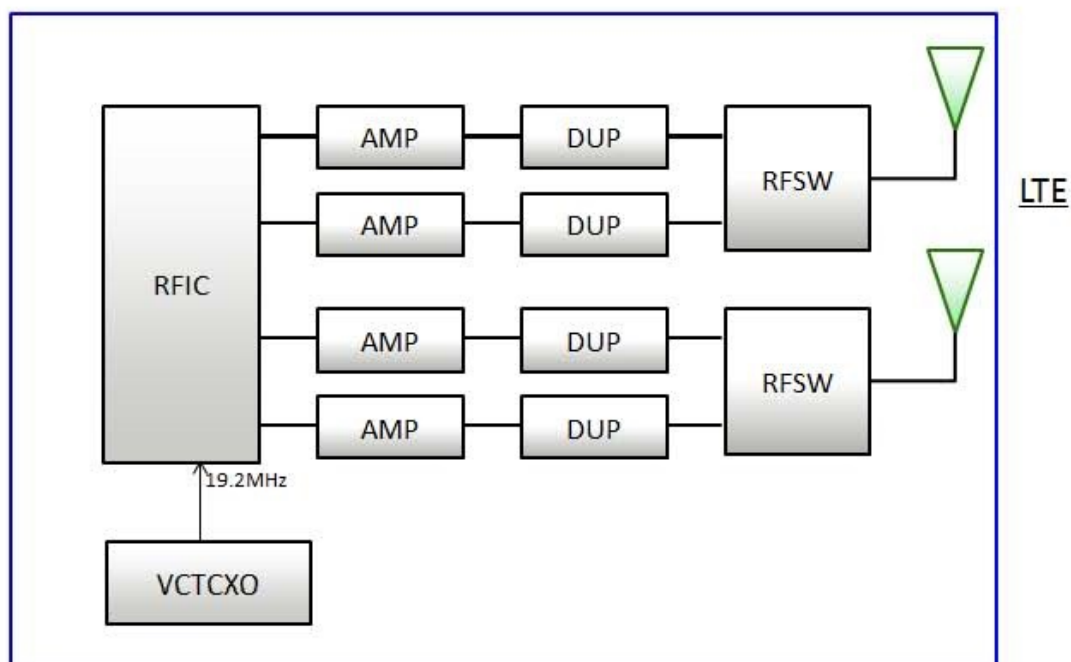 AMP
DUP
RFSW
LTE
AMP
DUP
RFIC
AMP
DUP
RFSW
AMP
DUP
19.2MHz
VCTCXO